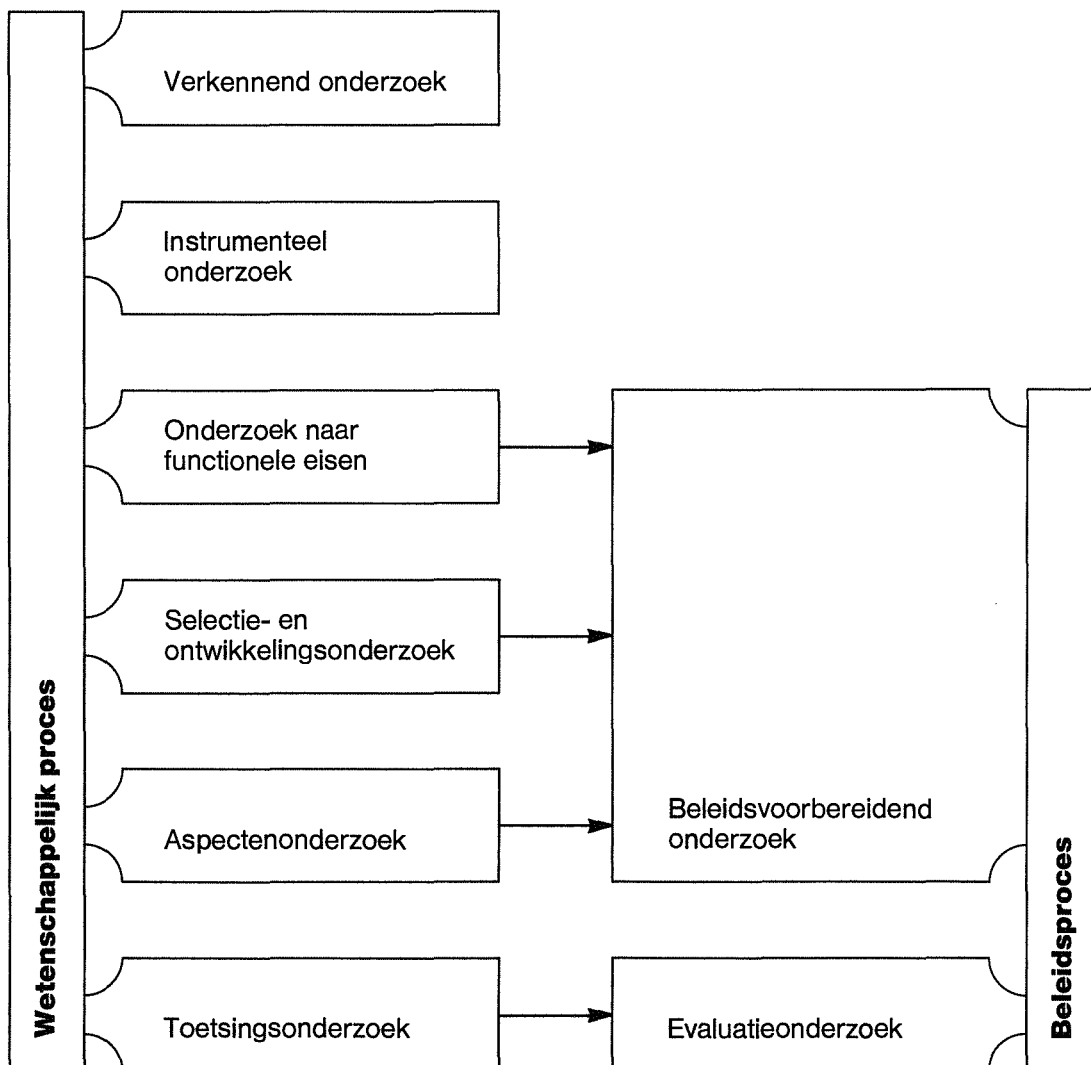 Wetenschappelijk proces
Verkennend onderzoek
Instrumenteel
onderzoek
Onderzoek naar
functionele eisen
Selectie- en
ontwikkelingsonderzoek
Aspectenonderzoek
Toetsingsonderzoek
Beleidsvoorbereidend
onderzoek
Evaluatieonderzoek
Beleidsproces